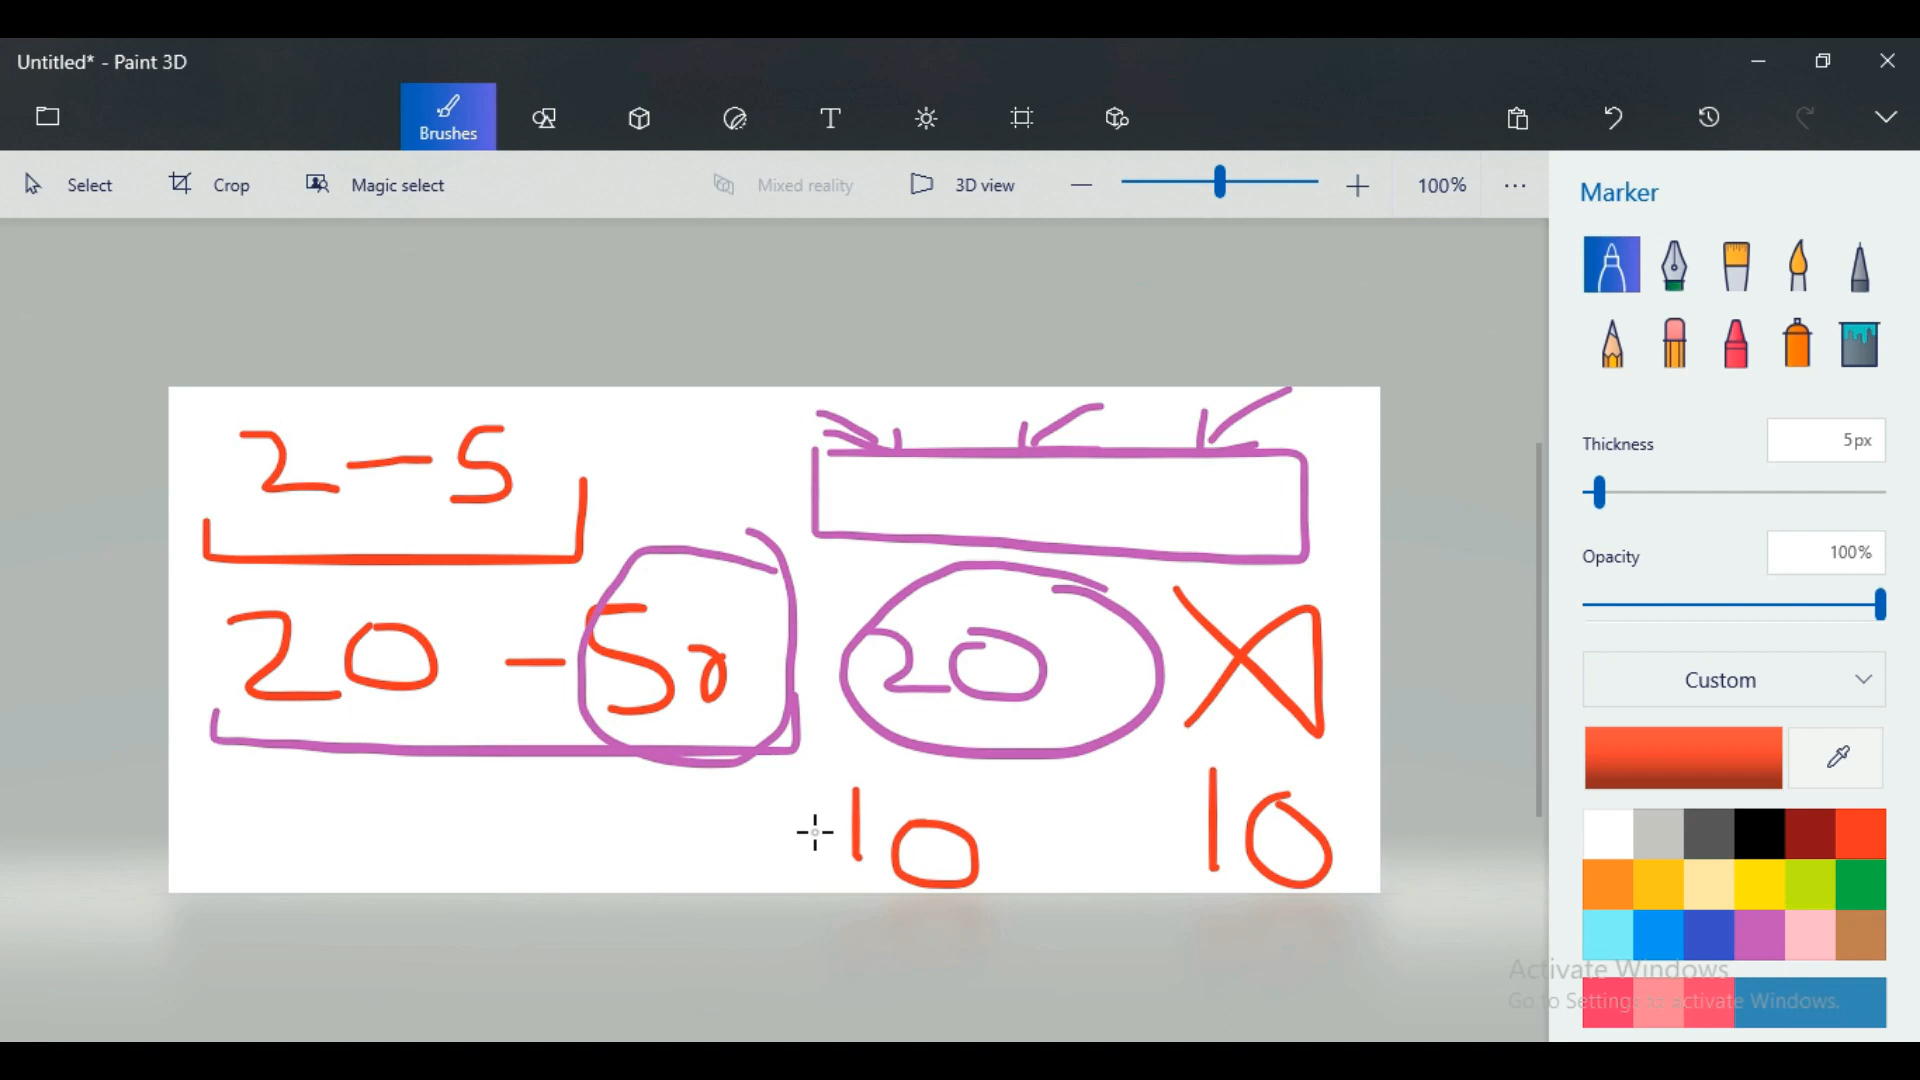 Untitled* - Paint 3D
Brushes
Select Crop Magic select Mixed reality 3D view 100%
Marker
Thickness 5px
Opacity 100%
Custom
2 - 5
20 - 50 20
10 10
Activate Windows
Go to Settings to activate Windows.